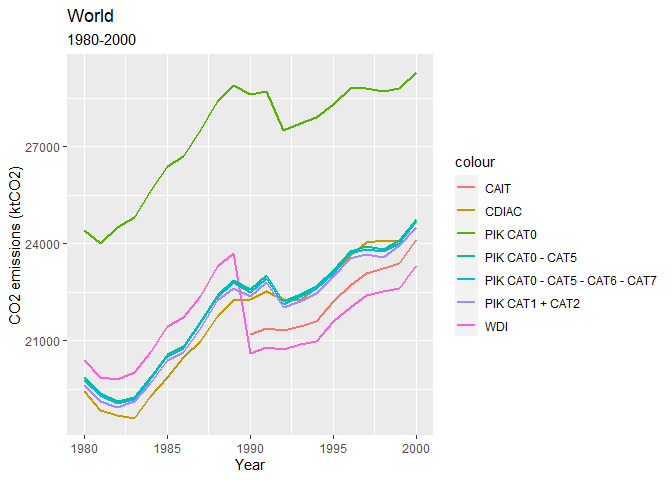 World
1980-2000
CO2 emissions (ktCO2)
27000
24000
21000
1980 1985 1990 1995 2000
Year
colour
CAIT
CDIAC
PIK CAT0
PIK CAT0 - CAT5
PIK CAT0 - CAT5 - CAT6 - CAT7
PIK CAT1 + CAT2
WDI